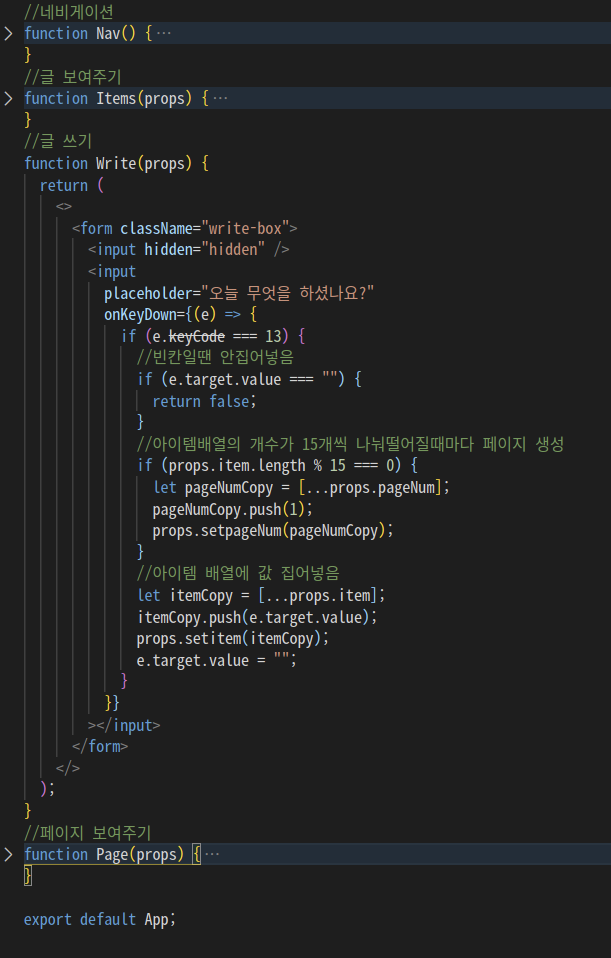 //네비게이션
function Nav() {···
}
//글 보여주기
function Items(props) {···
}
//글 쓰기
function Write(props) {
  return (
    <>
      <form className="write-box">
        <input hidden="hidden" />
        <input
          placeholder="오늘 무엇을 하셨나요?"
          onKeyDown={(e) => {
            if (e.keyCode === 13) {
              //빈칸일땐 안집어넣음
              if (e.target.value === "") {
                return false;
              }
              //아이템배열의 개수가 15개씩 나눠떨어질때마다 페이지 생성
              if (props.item.length % 15 === 0) {
                let pageNumCopy = [...props.pageNum];
                pageNumCopy.push(1);
                props.setpageNum(pageNumCopy);
              }
              //아이템 배열에 값 집어넣음
              let itemCopy = [...props.item];
              itemCopy.push(e.target.value);
              props.setitem(itemCopy);
              e.target.value = "";
            }
          }}
        ></input>
      </form>
    </>
  );
}
//페이지 보여주기
function Page(props) {···
}
export default App;